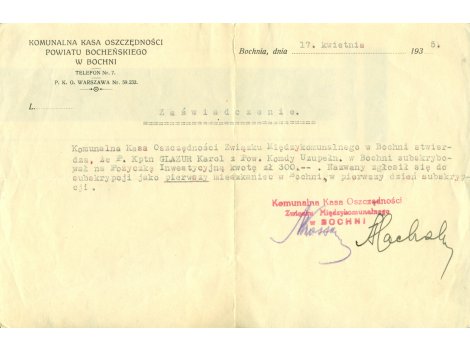 KOMUNALNA KASA OSZCZĘDNOŚCI
POWIATU BOCHEŃSKIEGO
W BOCHNI
TELEFON Nr. 7.
P. K. O. WARSZAWA Nr. 59.252.
Bochnia, dnia 17. kwietnia 193 5.
L.
Zaświadczenie.
Komunalna Kasa Oszczędności Związku Międzykomunalnego w Bochni stwier-
dza, że P. Kptn GLAZUR Karol z Pow. Komdy Uzupełn. w Bochni subskrybo-
wał na Pożyczkę Inwestycyjną kwotę zł 300.-- . Nazwany zgłosił się do
subskrypcji jako pierwszy mieszkaniec w Bochni, w pierwszy dzień subskryp
cji .
Komunalna Kasa Oszczędności
Związku Międzykomunalnego
w BOCHNI